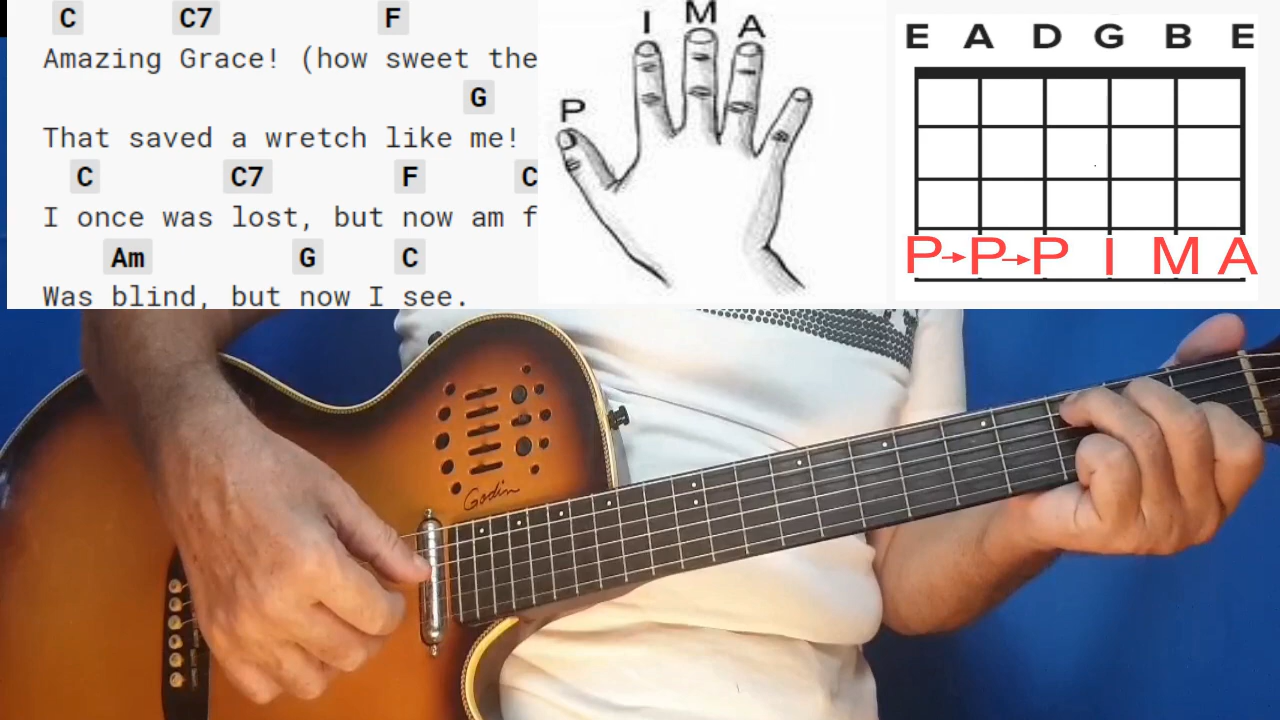 C C7 F
Amazing Grace! (how sweet the
G
That saved a wretch like me!
C C7 F C
I once was lost, but now am f
Am G C
Was blind, but now I see.
P I M A
E A D G B E
P→P→P I M A
Godin